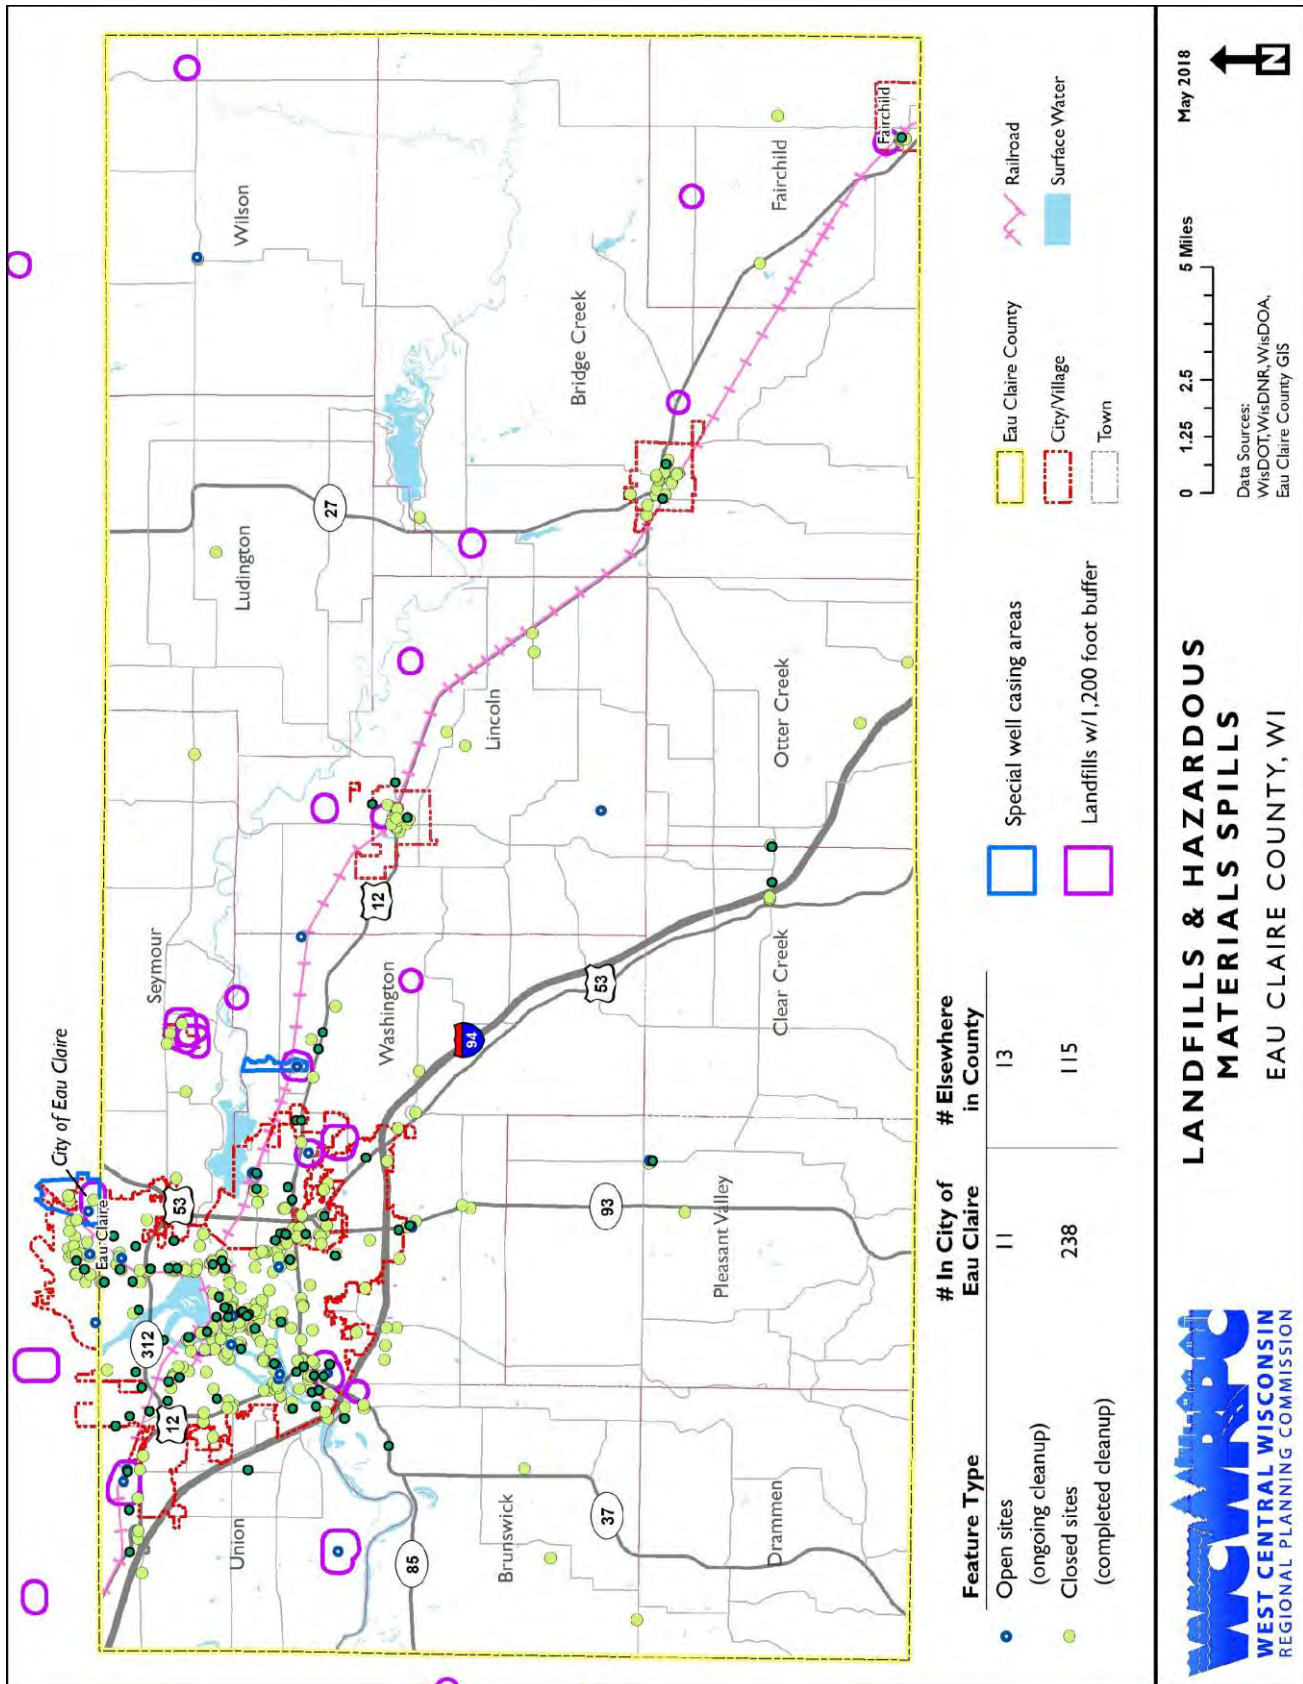 City of Eau Claire
Eau Claire
Seymour
Ludington
Wilson
27
53
312
12
Union
12
Washington
Lincoln
Bridge Creek
94
85
Brunswick
53
37
93
Drammen
Pleasant Valley
Clear Creek
Otter Creek
Fairchild
Fairchild
Feature Type
# In City of
Eau Claire
# Elsewhere
in County
Open sites
(ongoing cleanup)
11
13
Closed sites
(completed cleanup)
238
115
Special well casing areas
Landfills w/1,200 foot buffer
Eau Claire County
City/Village
Town
Railroad
Surface Water
WCWRPC
WEST CENTRAL WISCONSIN
REGIONAL PLANNING COMMISSION
LANDFILLS & HAZARDOUS
MATERIALS SPILLS
EAU CLAIRE COUNTY, WI
0 1.25 2.5 5 Miles
Data Sources:
WisDOT, WisDNR, WisDOA,
Eau Claire County GIS
May 2018
N